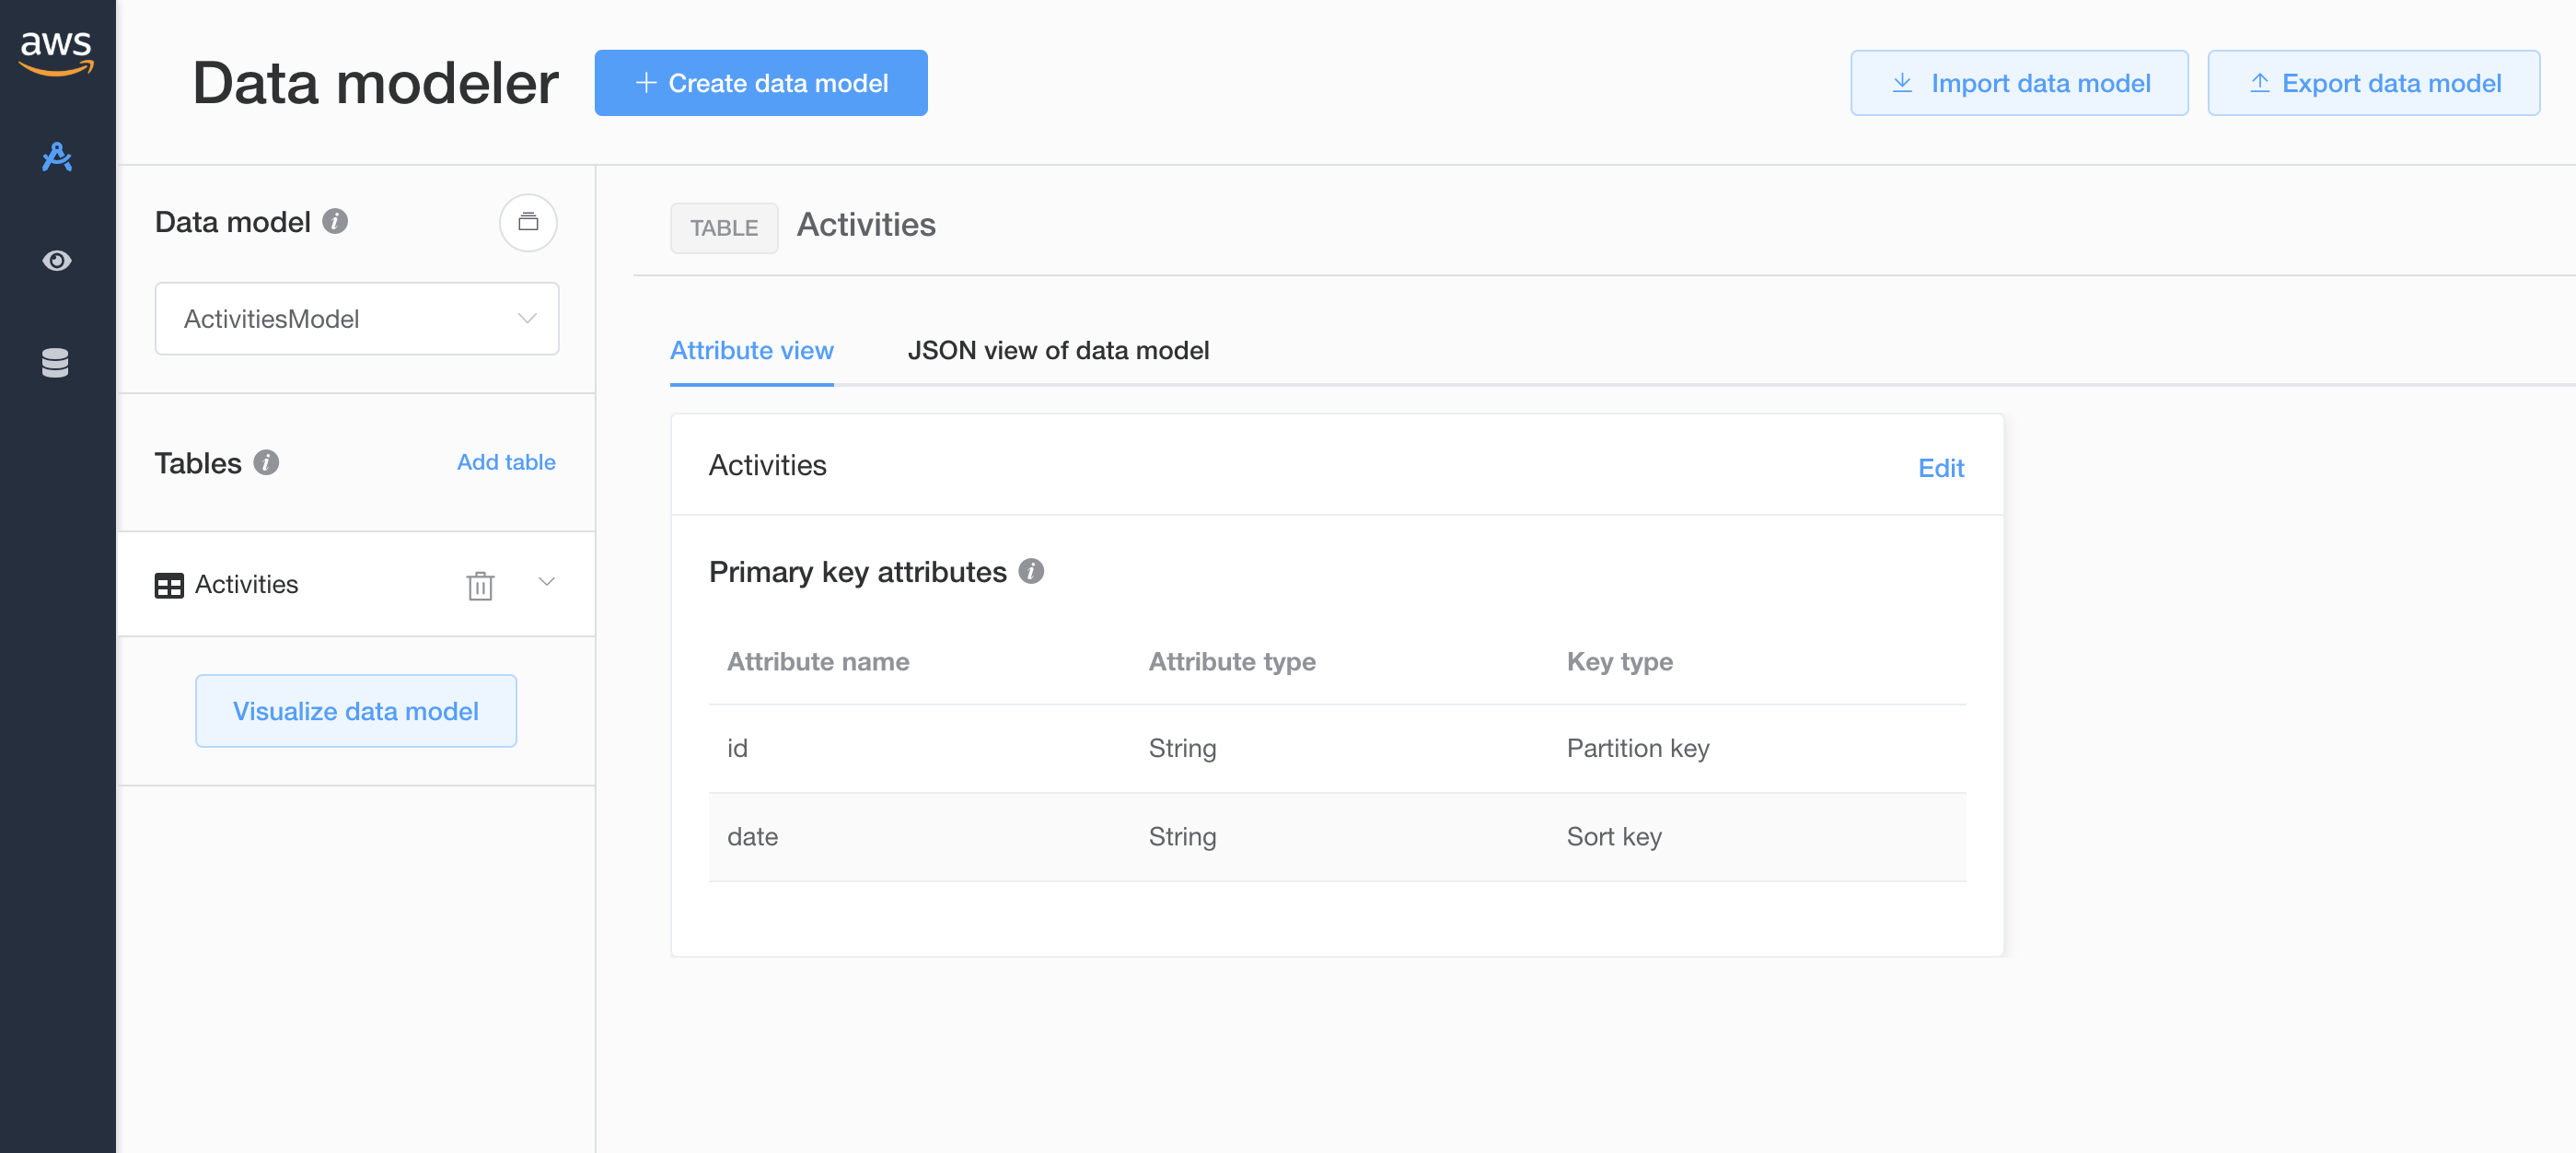 aws
Data modeler
Create data model
Import data model
Export data model
Data model
ActivitiesModel
Tables
Add table
Activities
Visualize data model
TABLE Activities
Attribute view
JSON view of data model
Activities
Edit
Primary key attributes
Attribute name Attribute type Key type
id String Partition key
date String Sort key